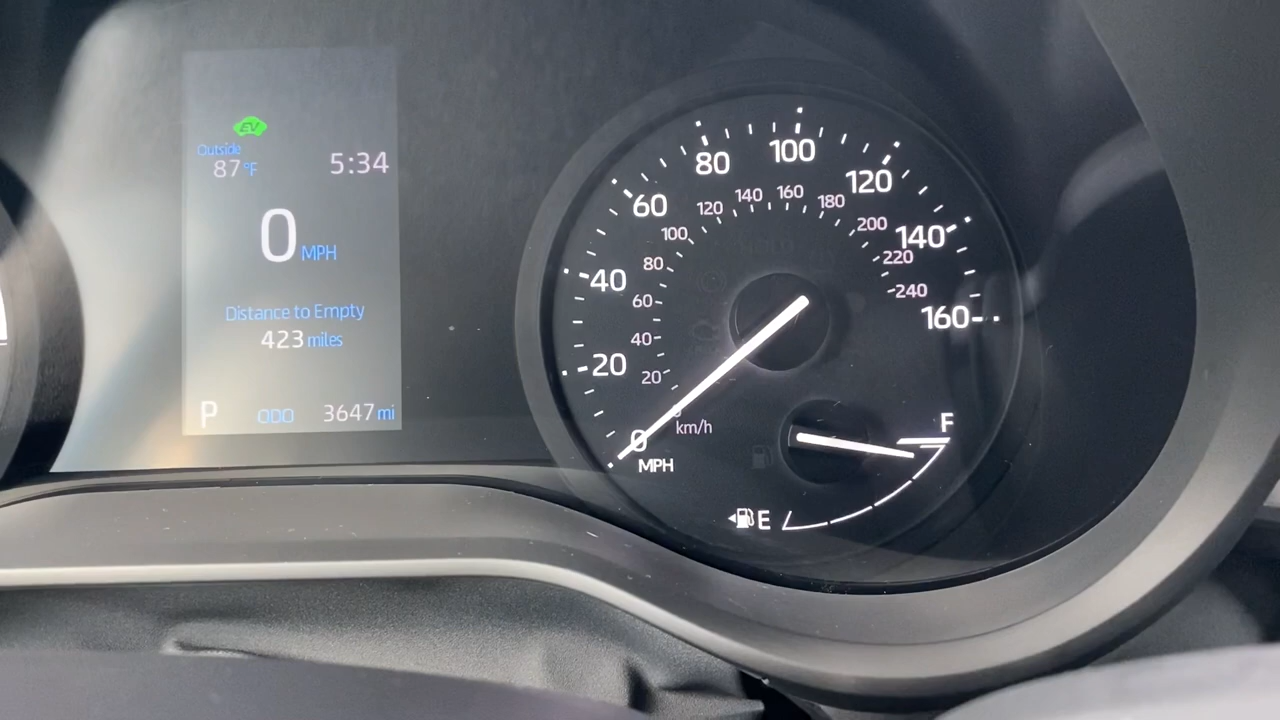 EV
Outside
87°F 5:34
0 MPH
Distance to Empty
423 miles
P ODO 3647 mi
0 20 40 60 80 100 120 140 160
MPH
20 40 60 80 100 120 140 160 180 200 220 240
km/h
F
E